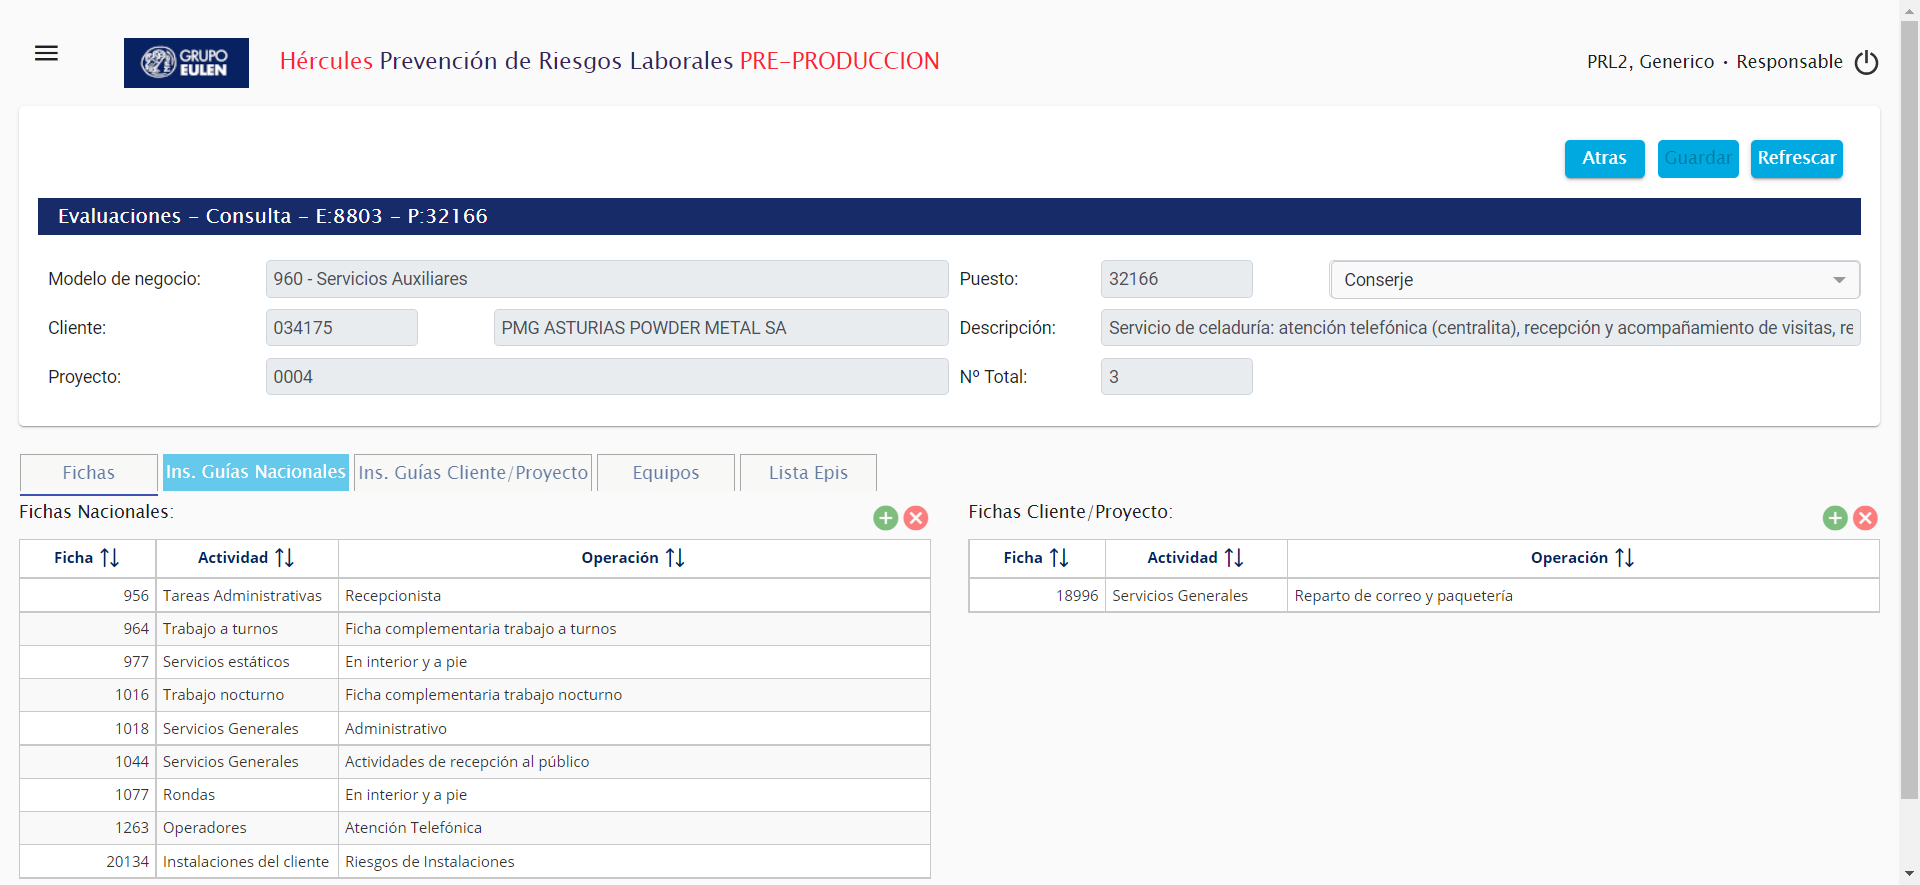 GRUPO
EULEN
Hércules Prevención de Riesgos Laborales PRE-PRODUCCION
PRL2, Generico · Responsable
Atras Guardar Refrescar
Evaluaciones - Consulta - E:8803 - P:32166
Modelo de negocio: 960 - Servicios Auxiliares Puesto: 32166 Conserje
Cliente: 034175 PMG ASTURIAS POWDER METAL SA Descripción: Servicio de celaduría: atención telefónica (centralita), recepción y acompañamiento de visitas, re
Proyecto: 0004 Nº Total: 3
Fichas Ins. Guías Nacionales Ins. Guías Cliente/Proyecto Equipos Lista Epis
Fichas Nacionales:
Ficha Actividad Operación
956 Tareas Administrativas Recepcionista
964 Trabajo a turnos Ficha complementaria trabajo a turnos
977 Servicios estáticos En interior y a pie
1016 Trabajo nocturno Ficha complementaria trabajo nocturno
1018 Servicios Generales Administrativo
1044 Servicios Generales Actividades de recepción al público
1077 Rondas En interior y a pie
1263 Operadores Atención Telefónica
20134 Instalaciones del cliente Riesgos de Instalaciones
Fichas Cliente/Proyecto:
Ficha Actividad Operación
18996 Servicios Generales Reparto de correo y paquetería